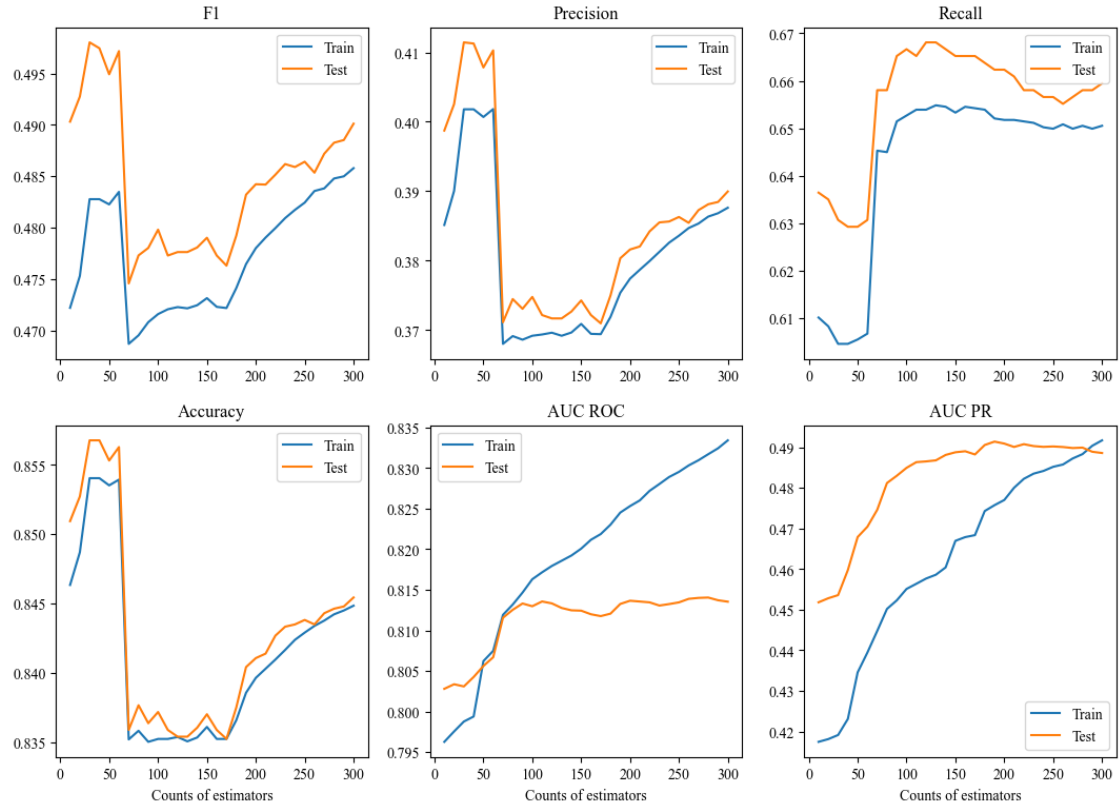 F1
0.495
0.490
0.485
0.480
0.475
0.470
0 50 100 150 200 250 300
Train
Test
Precision
0.41
0.40
0.39
0.38
0.37
0 50 100 150 200 250 300
Train
Test
Recall
0.67
0.66
0.65
0.64
0.63
0.62
0.61
0 50 100 150 200 250 300
Train
Test
Accuracy
0.855
0.850
0.845
0.840
0.835
0 50 100 150 200 250 300
Counts of estimators
Train
Test
AUC ROC
0.835
0.830
0.825
0.820
0.815
0.810
0.805
0.800
0.795
0 50 100 150 200 250 300
Counts of estimators
Train
Test
AUC PR
0.49
0.48
0.47
0.46
0.45
0.44
0.43
0.42
0 50 100 150 200 250 300
Counts of estimators
Train
Test